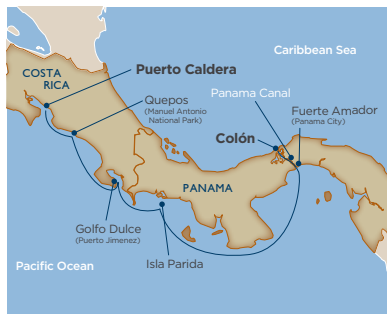 Caribbean Sea
COSTA
RICA
Puerto Caldera
Panama Canal
Quepos
(Manuel Antonio
National Park)
Fuerte Amador
(Panama City)
Colón
PANAMA
Golfo Dulce
(Puerto Jimenez)
Isla Parida
Pacific Ocean